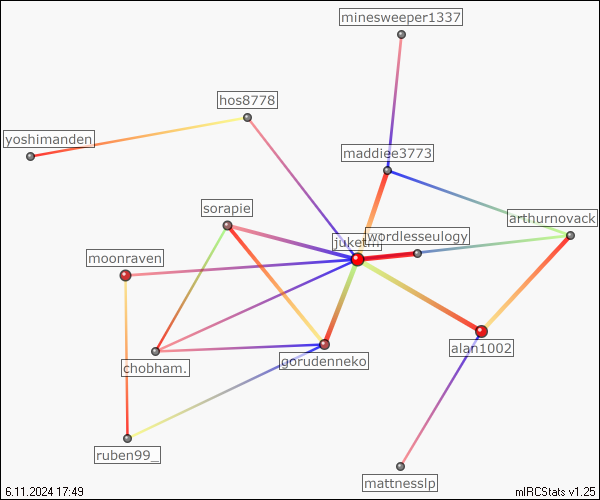 minesweeper1337
hos8778
yoshimanden
maddiee3773
sorapie
arthurnovack
wordlesseulogy
moonraven
alan1002
gorudenneko
chobham.
ruben99_
mattnesslp
6.11.2024 17:49
mIRCStats v1.25